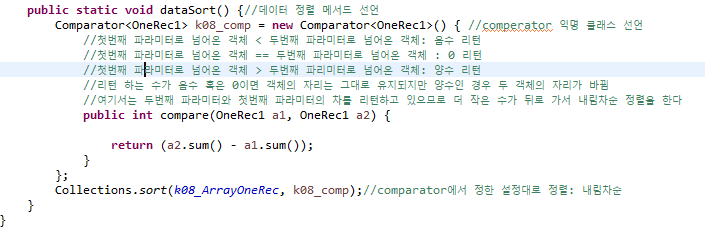 public static void dataSort() {//데이터 정렬 메서드 선언
Comparator<OneRec1> k08_comp = new Comparator<OneRec1>() { //comperator 익명 클래스 선언
//첫번째 파라미터로 넘어온 객체 < 두번째 파라미터로 넘어온 객체: 음수 리턴
//첫번째 파라미터로 넘어온 객체 == 두번째 파라미터로 넘어온 객체 : 0 리턴
//첫번째 파라미터로 넘어온 객체 > 두번째 파리미터로 넘어온 객체: 양수 리턴
//리턴 하는 수가 음수 혹은 0이면 객체의 자리는 그대로 유지되지만 양수인 경우 두 객체의 자리가 바뀜
//여기서는 두번째 파라미터와 첫번째 파라미터의 차를 리턴하고 있으므로 더 작은 수가 뒤로 가서 내림차순 정렬을 한다
public int compare(OneRec1 a1, OneRec1 a2) {
return (a2.sum() - a1.sum());
}
};
Collections.sort(k08_ArrayOneRec, k08_comp);//comparator에서 정한 설정대로 정렬: 내림차순
}
}